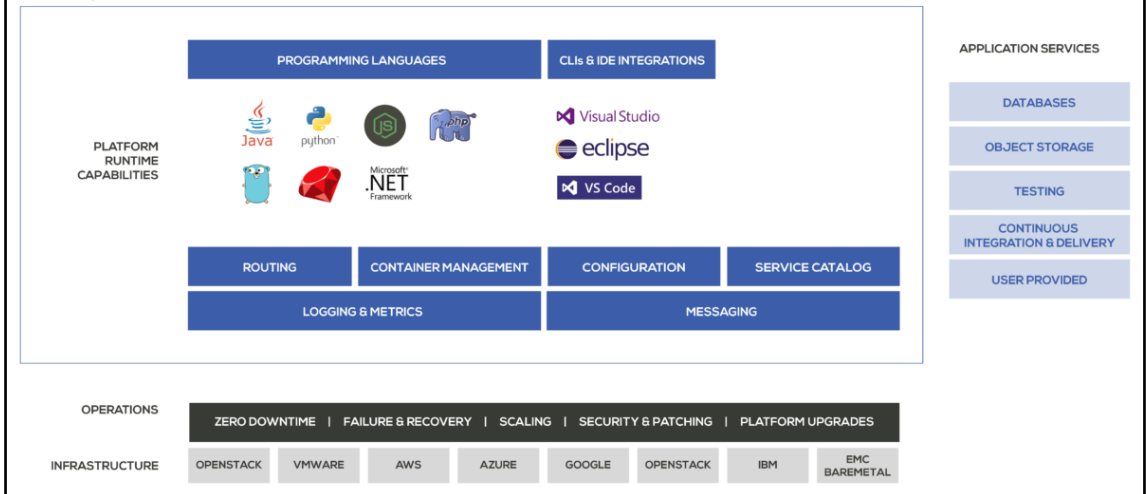 PROGRAMMING LANGUAGES
CLIs & IDE INTEGRATIONS
APPLICATION SERVICES
PLATFORM
RUNTIME
CAPABILITIES
Java
python
JS
php
Visual Studio
eclipse
Microsoft
.NET
Framework
VS Code
DATABASES
OBJECT STORAGE
TESTING
CONTINUOUS
INTEGRATION & DELIVERY
USER PROVIDED
ROUTING
CONTAINER MANAGEMENT
CONFIGURATION
SERVICE CATALOG
LOGGING & METRICS
MESSAGING
OPERATIONS
ZERO DOWNTIME | FAILURE & RECOVERY | SCALING | SECURITY & PATCHING | PLATFORM UPGRADES
INFRASTRUCTURE
OPENSTACK
VMWARE
AWS
AZURE
GOOGLE
OPENSTACK
IBM
EMC
BAREMETAL